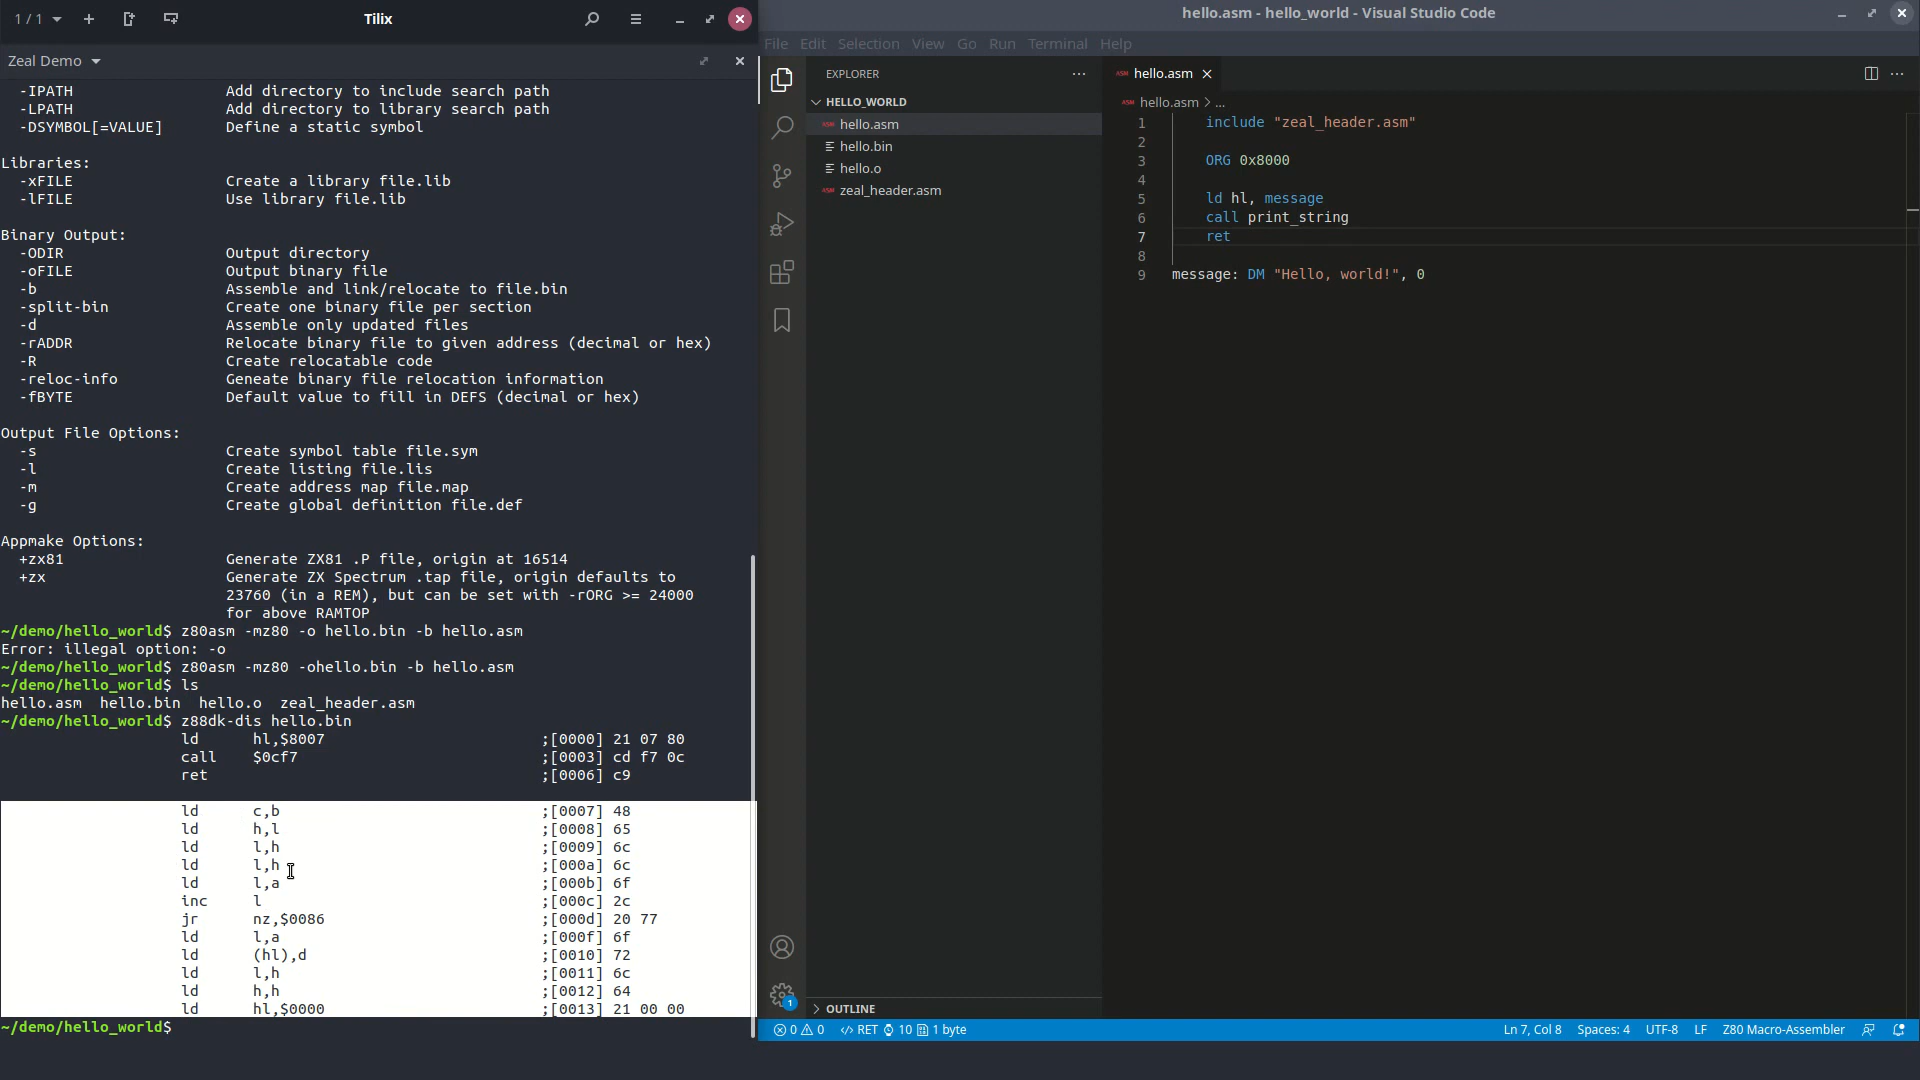 1 / 1
Tilix
Zeal Demo
-IPATH Add directory to include search path
-LPATH Add directory to library search path
-DSYMBOL[=VALUE] Define a static symbol
Libraries:
-xFILE Create a library file.lib
-lFILE Use library file.lib
Binary Output:
-ODIR Output directory
-oFILE Output binary file
-b Assemble and link/relocate to file.bin
-split-bin Create one binary file per section
-d Assemble only updated files
-rADDR Relocate binary file to given address (decimal or hex)
-R Create relocatable code
-reloc-info Geneate binary file relocation information
-fBYTE Default value to fill in DEFS (decimal or hex)
Output File Options:
-s Create symbol table file.sym
-l Create listing file.lis
-m Create address map file.map
-g Create global definition file.def
Appmake Options:
+zx81 Generate ZX81 .P file, origin at 16514
+zx Generate ZX Spectrum .tap file, origin defaults to
23760 (in a REM), but can be set with -rORG >= 24000
for above RAMTOP
~/demo/hello_world$ z80asm -mz80 -o hello.bin -b hello.asm
Error: illegal option: -o
~/demo/hello_world$ z80asm -mz80 -ohello.bin -b hello.asm
~/demo/hello_world$ ls
hello.asm hello.bin hello.o zeal_header.asm
~/demo/hello_world$ z88dk-dis hello.bin
ld hl,$8007 ;[0000] 21 07 80
call $0cf7 ;[0003] cd f7 0c
ret ;[0006] c9
ld c,b ;[0007] 48
ld h,l ;[0008] 65
ld l,h ;[0009] 6c
ld l,h ;[000a] 6c
ld l,a ;[000b] 6f
inc l ;[000c] 2c
jr nz,$0086 ;[000d] 20 77
ld l,a ;[000f] 6f
ld (hl),d ;[0010] 72
ld l,h ;[0011] 6c
ld h,h ;[0012] 64
ld hl,$0000 ;[0013] 21 00 00
~/demo/hello_world$
hello.asm - hello_world - Visual Studio Code
File Edit Selection View Go Run Terminal Help
EXPLORER
HELLO_WORLD
hello.asm
hello.bin
hello.o
zeal_header.asm
OUTLINE
1
ASM hello.asm
ASM hello.asm > ...
1 include "zeal_header.asm"
2
3 ORG 0x8000
4
5 ld hl, message
6 call print_string
7 ret
8
9 message: DM "Hello, world!", 0
0 0 </> RET 10 1 byte
Ln 7, Col 8 Spaces: 4 UTF-8 LF Z80 Macro-Assembler